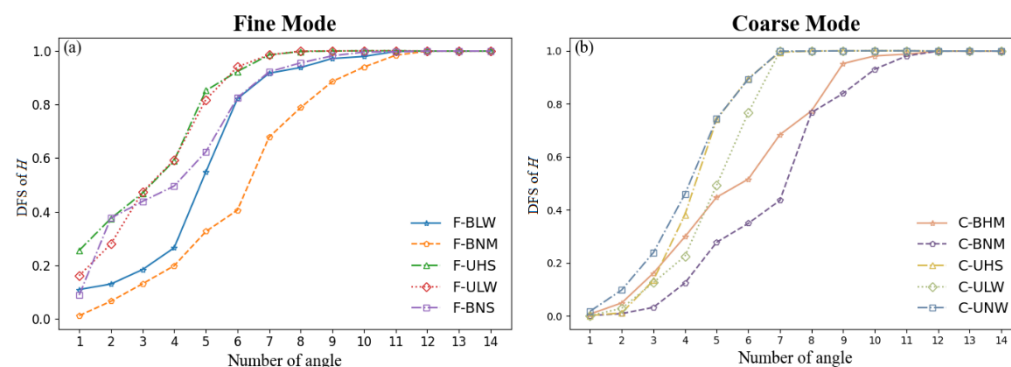 Fine Mode
(a)
1.0
0.8
0.6
0.4
0.2
0.0
DFS of H
F-BLW
F-BNM
F-UHS
F-ULW
F-BNS
1 2 3 4 5 6 7 8 9 10 11 12 13 14
Number of angle
Coarse Mode
(b)
1.0
0.8
0.6
0.4
0.2
0.0
DFS of H
C-BHM
C-BNM
C-UHS
C-ULW
C-UNW
1 2 3 4 5 6 7 8 9 10 11 12 13 14
Number of angle